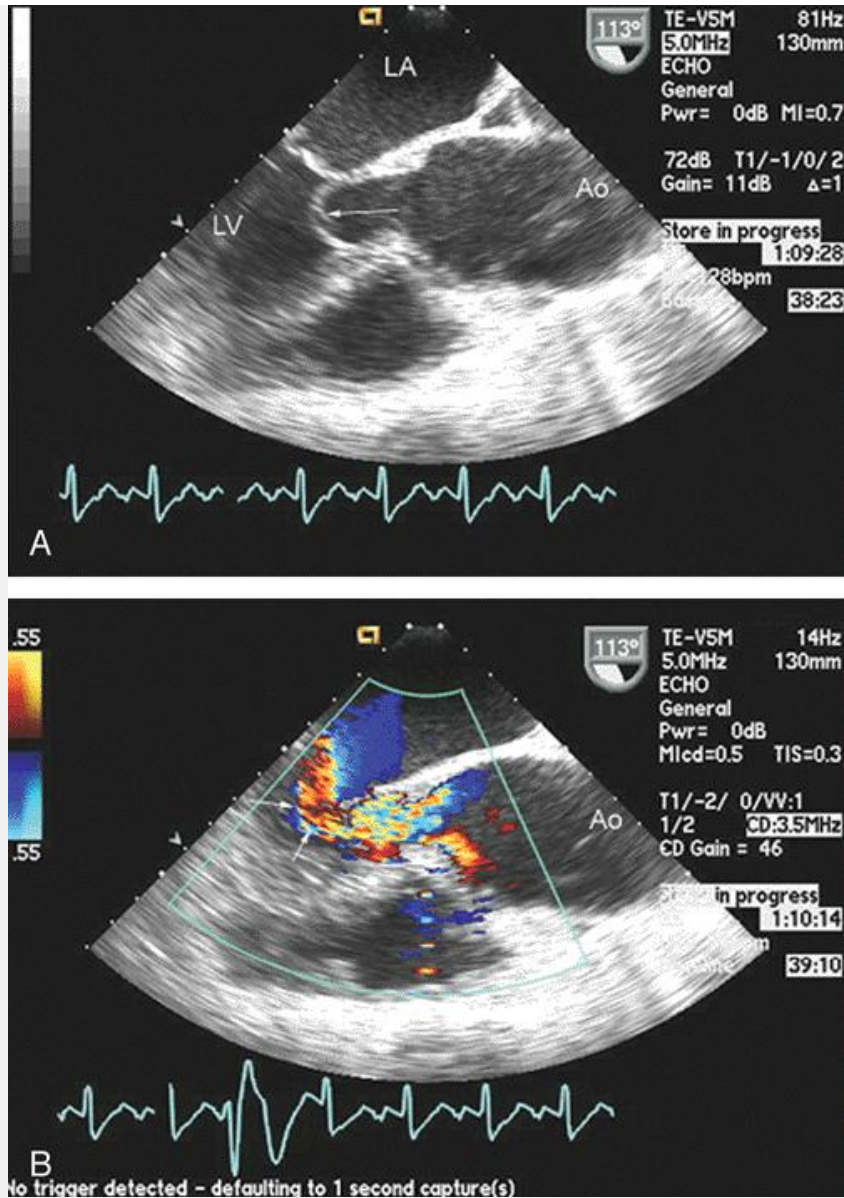 113°
TE-V5M 81Hz
5.0MHz 130mm
ECHO
General
Pwr= 0dB MI=0.7
72dB T1/-1/0/2
Gain= 11dB Δ=1
Store in progress
1:09:28
128bpm
38:23
LA
LV
Ao
A
.55
.55
113°
TE-V5M 14Hz
5.0MHz 130mm
ECHO
General
Pwr= 0dB
MIcd=0.5 TIS=0.3
T1/-2/ 0/VV:1
1/2 CD:3.5MHz
CD Gain = 46
in progress
1:10:14
39:10
Ao
B
No trigger detected - defaulting to 1 second capture(s)